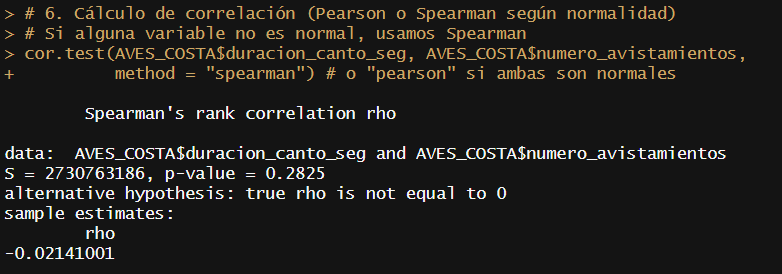 > # 6. Cálculo de correlación (Pearson o Spearman según normalidad)
> # Si alguna variable no es normal, usamos Spearman
> cor.test(AVES_COSTA$duracion_canto_seg, AVES_COSTA$numero_avistamientos,
+          method = "spearman") # o "pearson" si ambas son normales
        Spearman's rank correlation rho
data:  AVES_COSTA$duracion_canto_seg and AVES_COSTA$numero_avistamientos
S = 2730763186, p-value = 0.2825
alternative hypothesis: true rho is not equal to 0
sample estimates:
        rho
-0.02141001